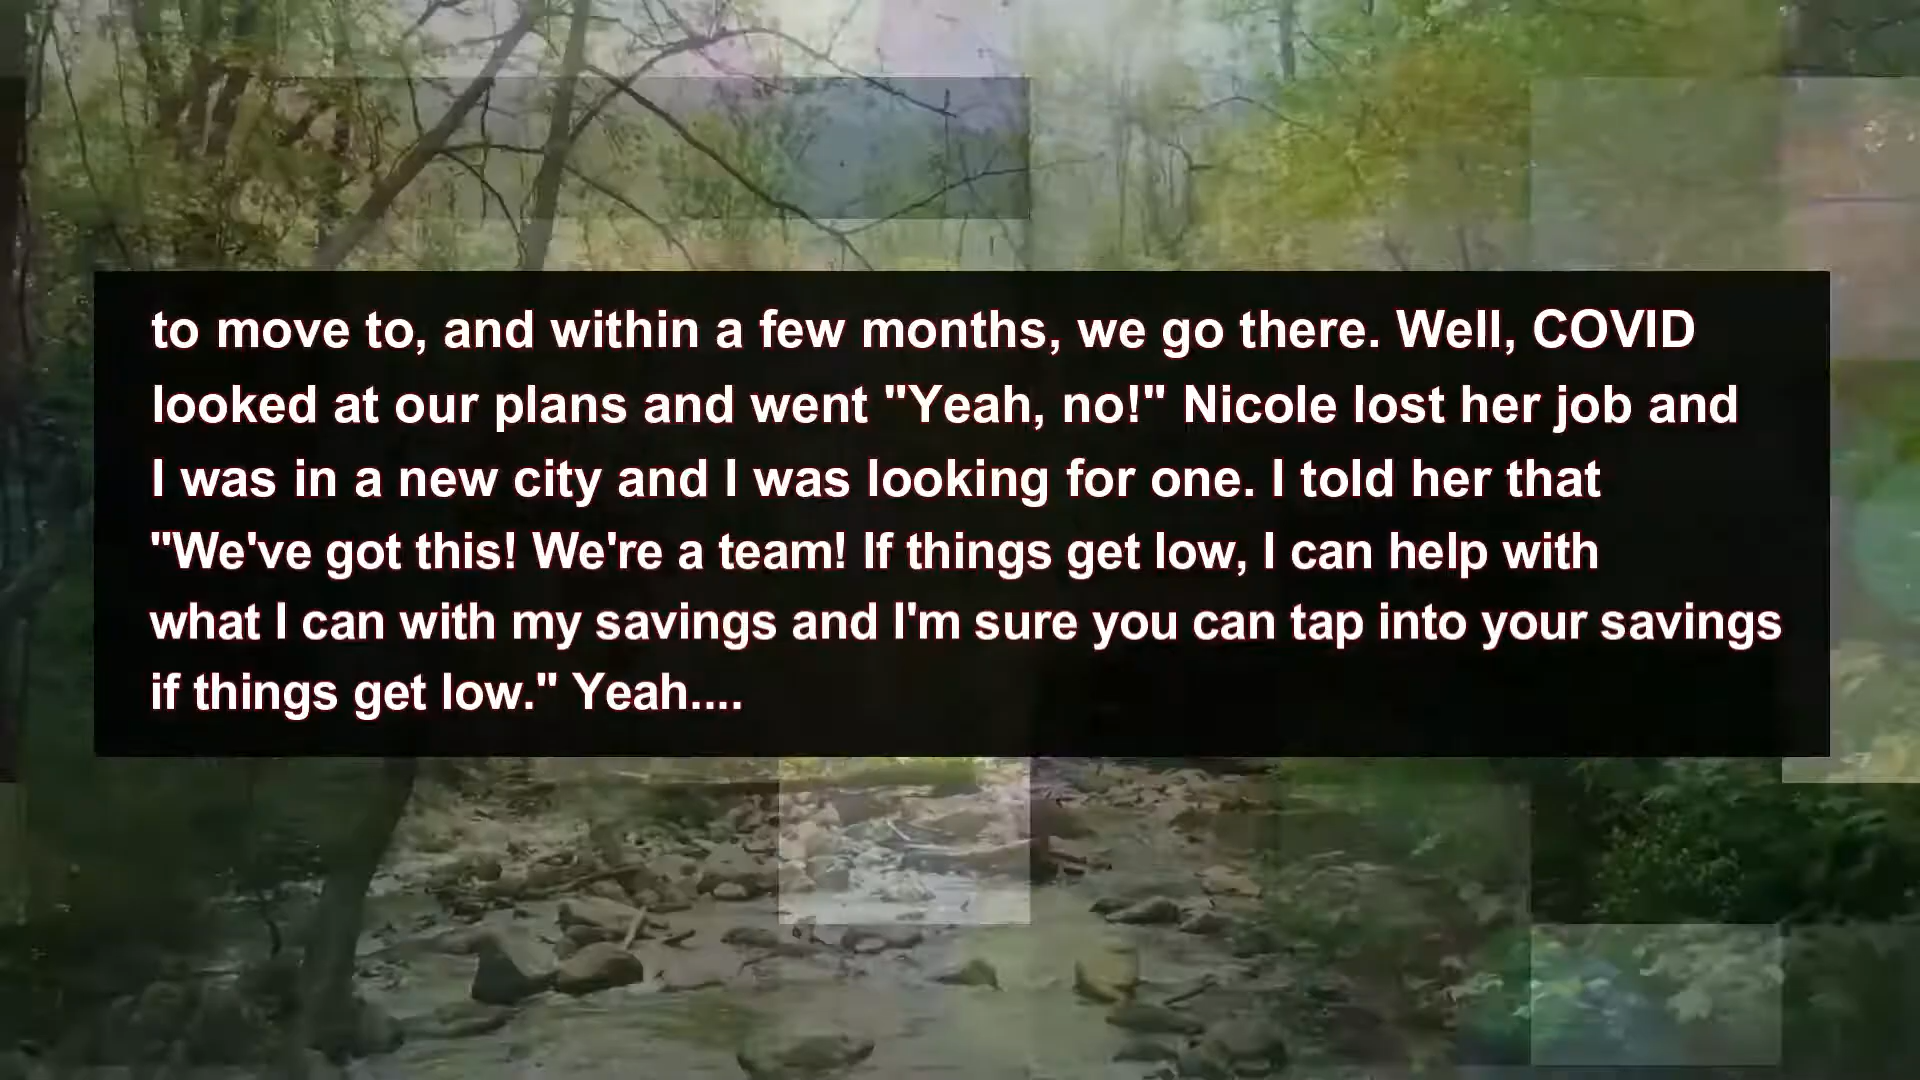 to move to, and within a few months, we go there. Well, COVID
looked at our plans and went "Yeah, no!" Nicole lost her job and
I was in a new city and I was looking for one. I told her that
"We've got this! We're a team! If things get low, I can help with
what I can with my savings and I'm sure you can tap into your savings
if things get low." Yeah....